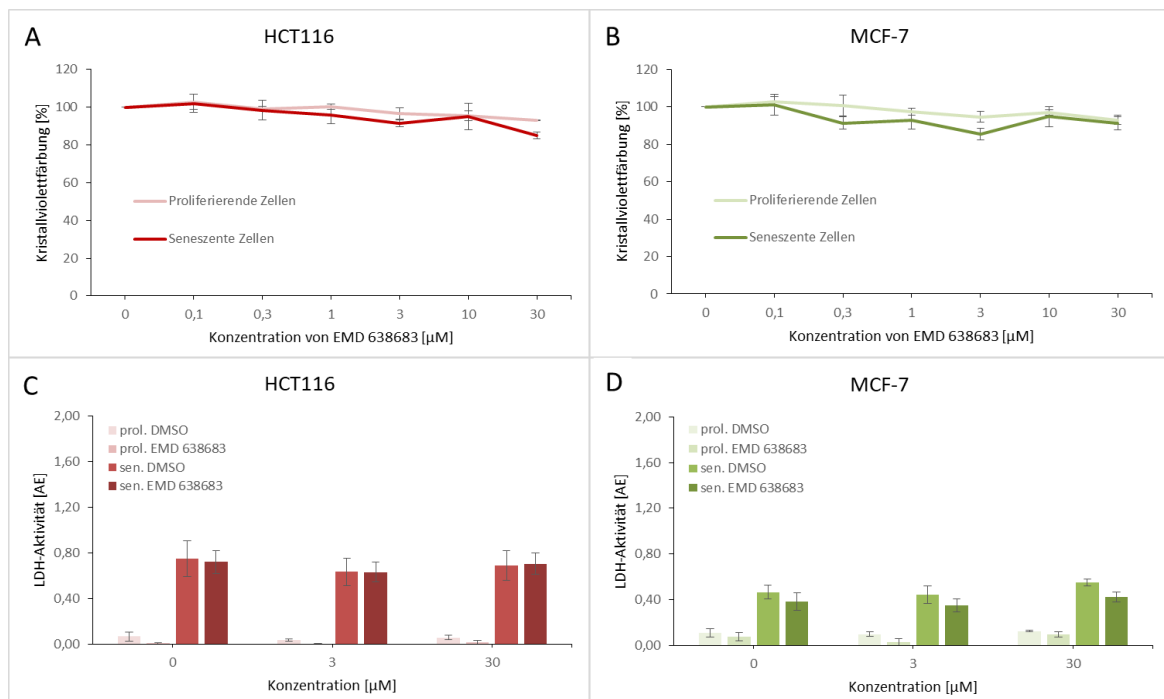 A
HCT116
Kristallviolettfärbung [%]
120
100
80
60
40
20
0
Proliferierende Zellen
Seneszente Zellen
0 0,1 0,3 1 3 10 30
Konzentration von EMD 638683 [µM]
B
MCF-7
Kristallviolettfärbung [%]
120
100
80
60
40
20
0
Proliferierende Zellen
Seneszente Zellen
0 0,1 0,3 1 3 10 30
Konzentration von EMD 638683 [µM]
C
HCT116
LDH-Aktivität [AE]
2,00
1,60
1,20
0,80
0,40
0,00
prol. DMSO
prol. EMD 638683
sen. DMSO
sen. EMD 638683
0 3 30
Konzentration [µM]
D
MCF-7
LDH-Aktivität [AE]
2,00
1,60
1,20
0,80
0,40
0,00
prol. DMSO
prol. EMD 638683
sen. DMSO
sen. EMD 638683
0 3 30
Konzentration [µM]